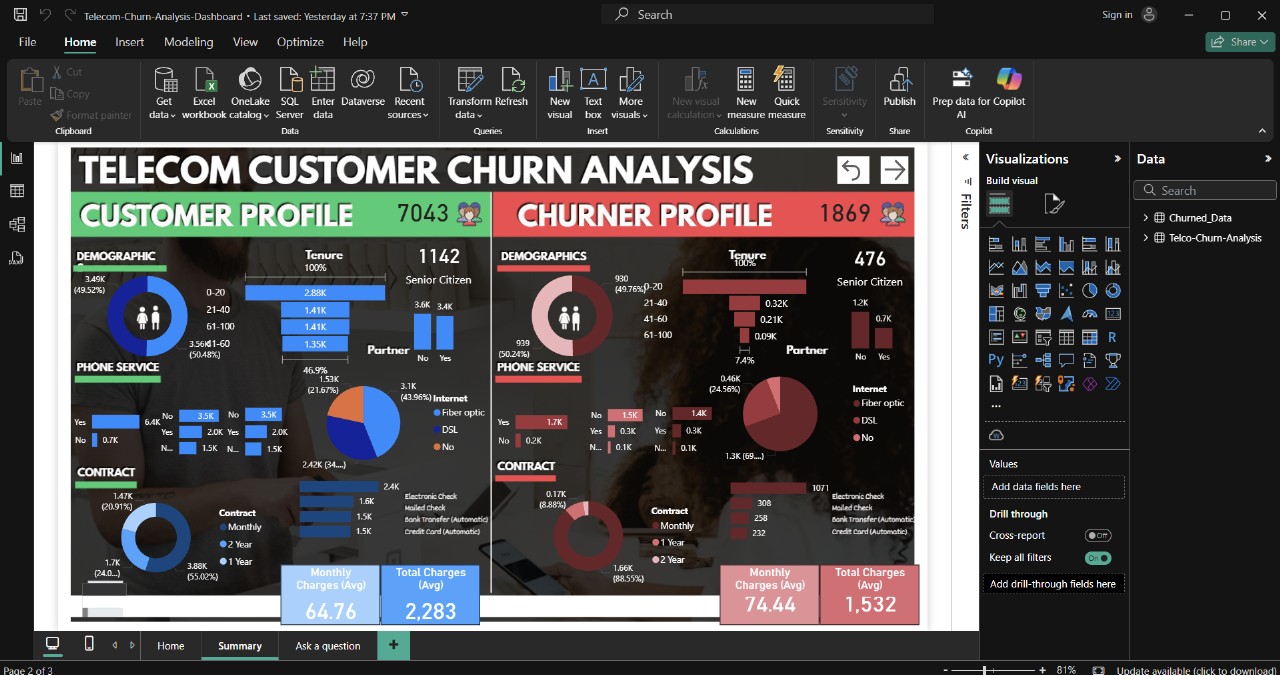 Telecom-Churn-Analysis-Dashboard • Last saved: Yesterday at 7:37 PM
Search
Sign in
File Home Insert Modeling View Optimize Help
Share
Paste
Cut
Copy
Format painter
Clipboard
Get data
Excel workbook
OneLake catalog
SQL Server
Enter data
Dataverse
Recent sources
Data
Transform data
Refresh
Queries
New visual
Text box
More visuals
Insert
New visual calculation
New measure
Quick measure
Calculations
Sensitivity
Sensitivity
Publish
Share
Prep data for AI
Copilot
Copilot
TELECOM CUSTOMER CHURN ANALYSIS
CUSTOMER PROFILE 7043
DEMOGRAPHIC
3.49K
(49.52%)
3.56K
(50.48%)
Tenure
100%
0-20 2.88K
21-40 1.41K
61-100 1.41K
41-60 1.35K
46.9%
1142
Senior Citizen
3.6K 3.4K
Partner No Yes
PHONE SERVICE
Yes 6.4K
No 0.7K
No 3.5K
Yes 2.0K
N... 1.5K
No 3.5K
Yes 2.0K
N... 1.5K
1.53K
(21.67%)
3.1K
(43.96%)
2.42K (34....)
Internet
Fiber optic
DSL
No
CONTRACT
1.47K
(20.91%)
1.7K
(24.0...)
3.88K
(55.02%)
Contract
Monthly
2 Year
1 Year
2.4K
1.6K
1.5K
1.5K
Electronic Check
Mailed Check
Bank Transfer (Automatic)
Credit Card (Automatic)
Monthly Charges (Avg)
64.76
Total Charges (Avg)
2,283
CHURNER PROFILE 1869
DEMOGRAPHICS
930
(49.76%)
939
(50.24%)
Tenure
100%
0-20
21-40 0.32K
41-60 0.21K
61-100 0.09K
7.4%
476
Senior Citizen
1.2K 0.7K
Partner No Yes
PHONE SERVICE
Yes 1.7K
No 0.2K
No 1.5K
Yes 0.3K
N... 0.1K
No 1.4K
Yes 0.3K
N... 0.1K
0.46K
(24.56%)
1.3K (69....)
Internet
Fiber optic
DSL
No
CONTRACT
0.17K
(8.88%)
1.66K
(88.55%)
Contract
Monthly
1 Year
2 Year
1071
308
258
232
Electronic Check
Mailed Check
Bank Transfer (Automatic)
Credit Card (Automatic)
Monthly Charges (Avg)
74.44
Total Charges (Avg)
1,532
Filters
Visualizations
Build visual
123
R
Py
Values
Add data fields here
Drill through
Cross-report Off
Keep all filters On
Add drill-through fields here
Data
Search
Churned_Data
Telco-Churn-Analysis
Home Summary Ask a question +
Page 2 of 3
- + 81%
Update available (click to download)